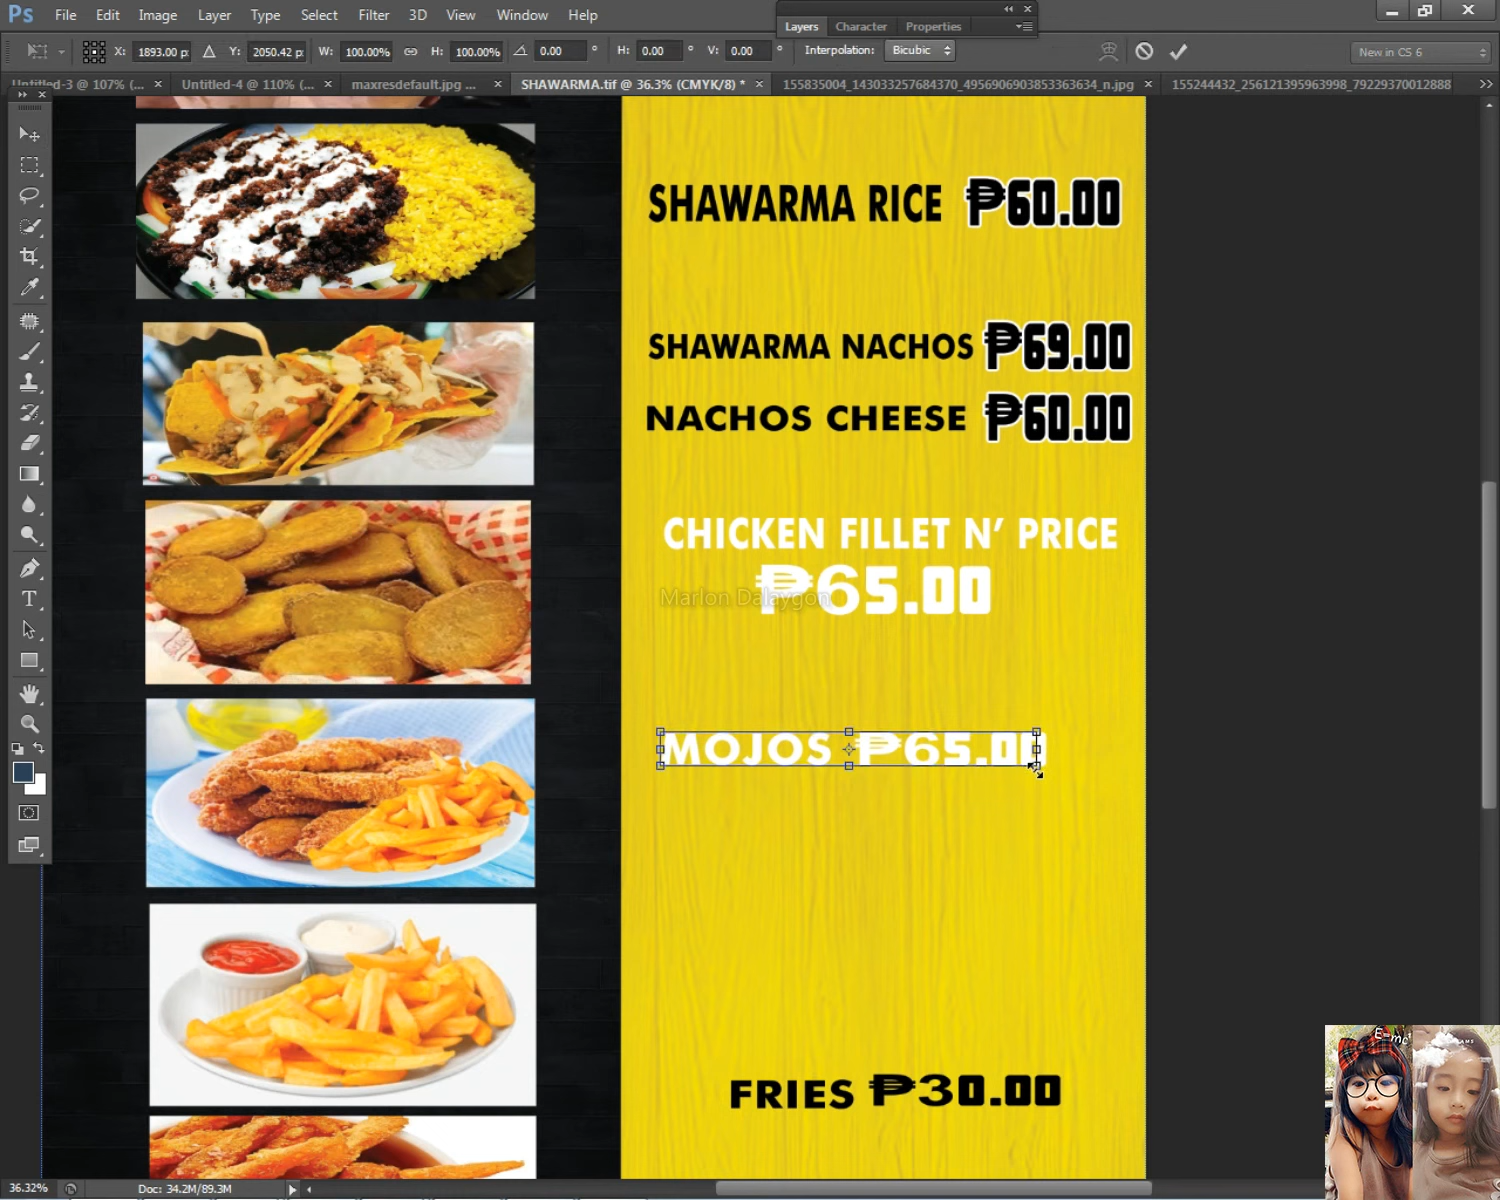 Ps File Edit Image Layer Type Select Filter 3D View Window Help
Layers Character Properties
X: 1893.00 p: Y: 2050.42 p: W: 100.00% H: 100.00% 0.00 ° H: 0.00 ° V: 0.00 ° Interpolation: Bicubic New in CS 6
Untitled-3 @ 107% (... × Untitled-4 @ 110% (... × maxresdefault.jpg ... × SHAWARMA.tif @ 36.3% (CMYK/8) * × 155835004_143033257684370_4956906903853363634_n.jpg × 155244432_256121395963998_79229370012888
SHAWARMA RICE ₱60.00
SHAWARMA NACHOS ₱69.00
NACHOS CHEESE ₱60.00
CHICKEN FILLET N’ PRICE
₱65.00
Marlon Dalaygon
MOJOS ₱65.00
FRIES ₱30.00
E=mc²
36.32% Doc: 34.2M/89.3M